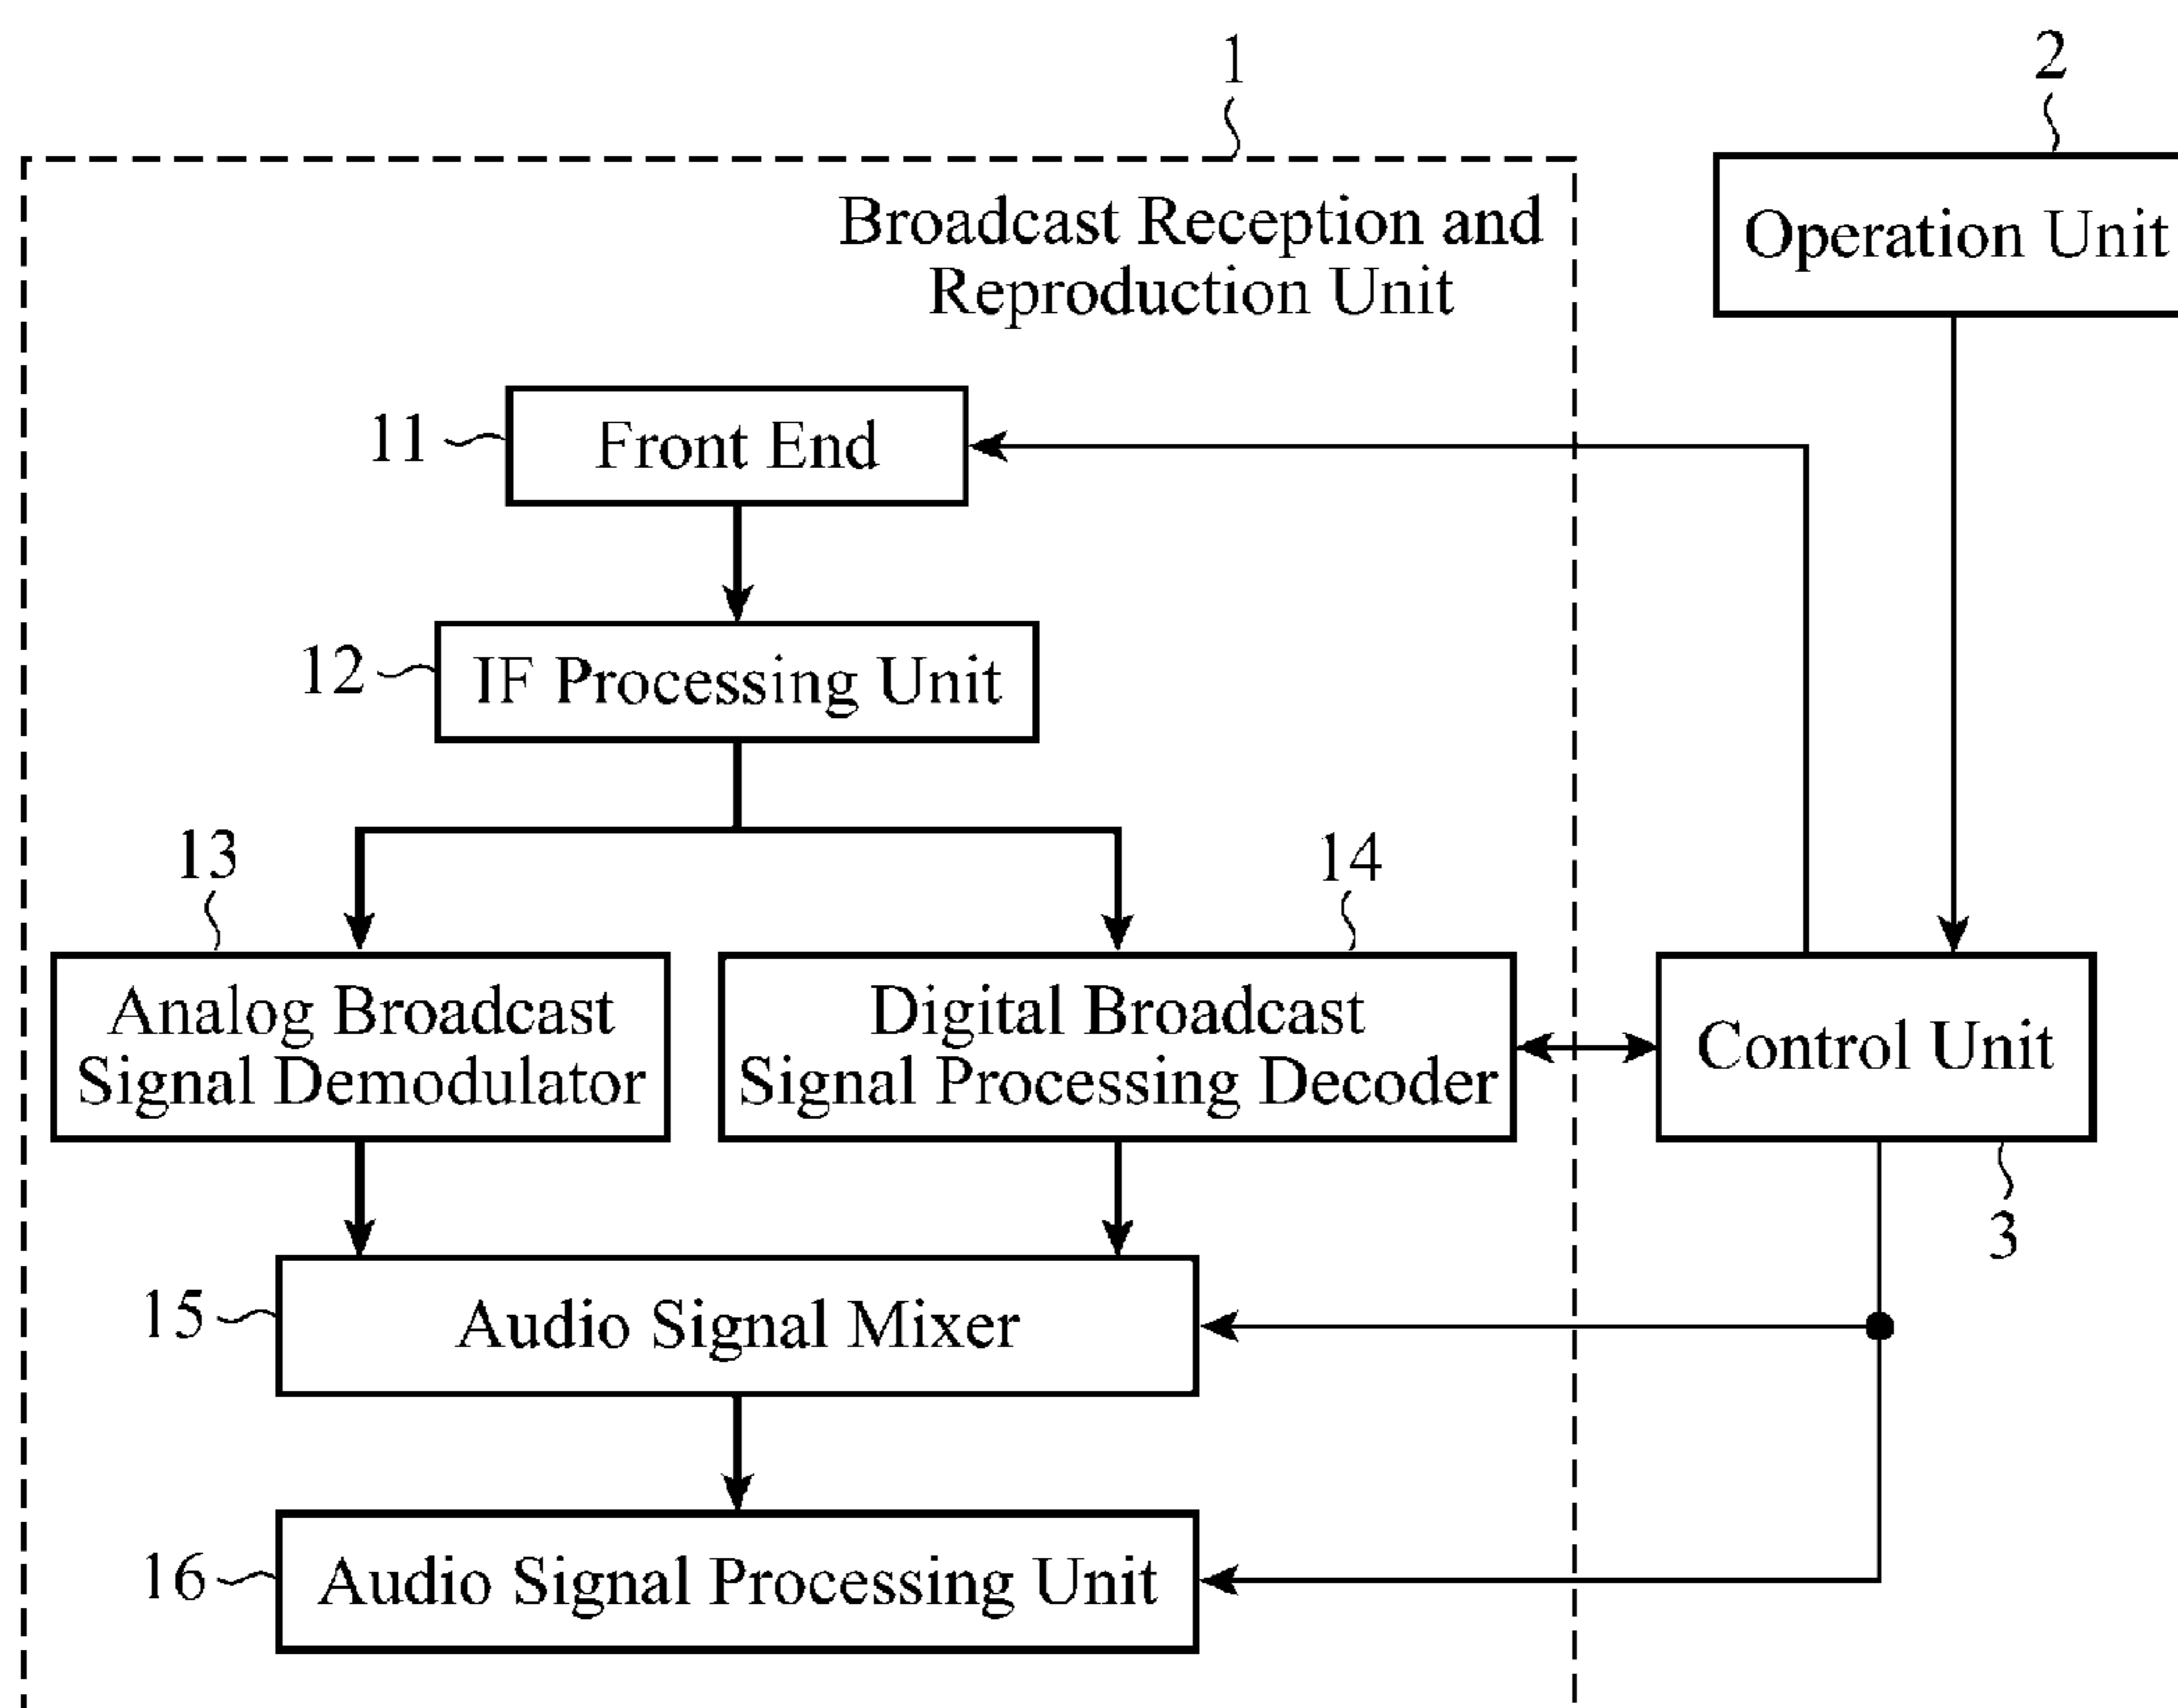 1
2
Broadcast Reception and
Reproduction Unit
Operation Unit
11
Front End
12
IF Processing Unit
13
14
Analog Broadcast
Signal Demodulator
Digital Broadcast
Signal Processing Decoder
Control Unit
3
15
Audio Signal Mixer
16
Audio Signal Processing Unit